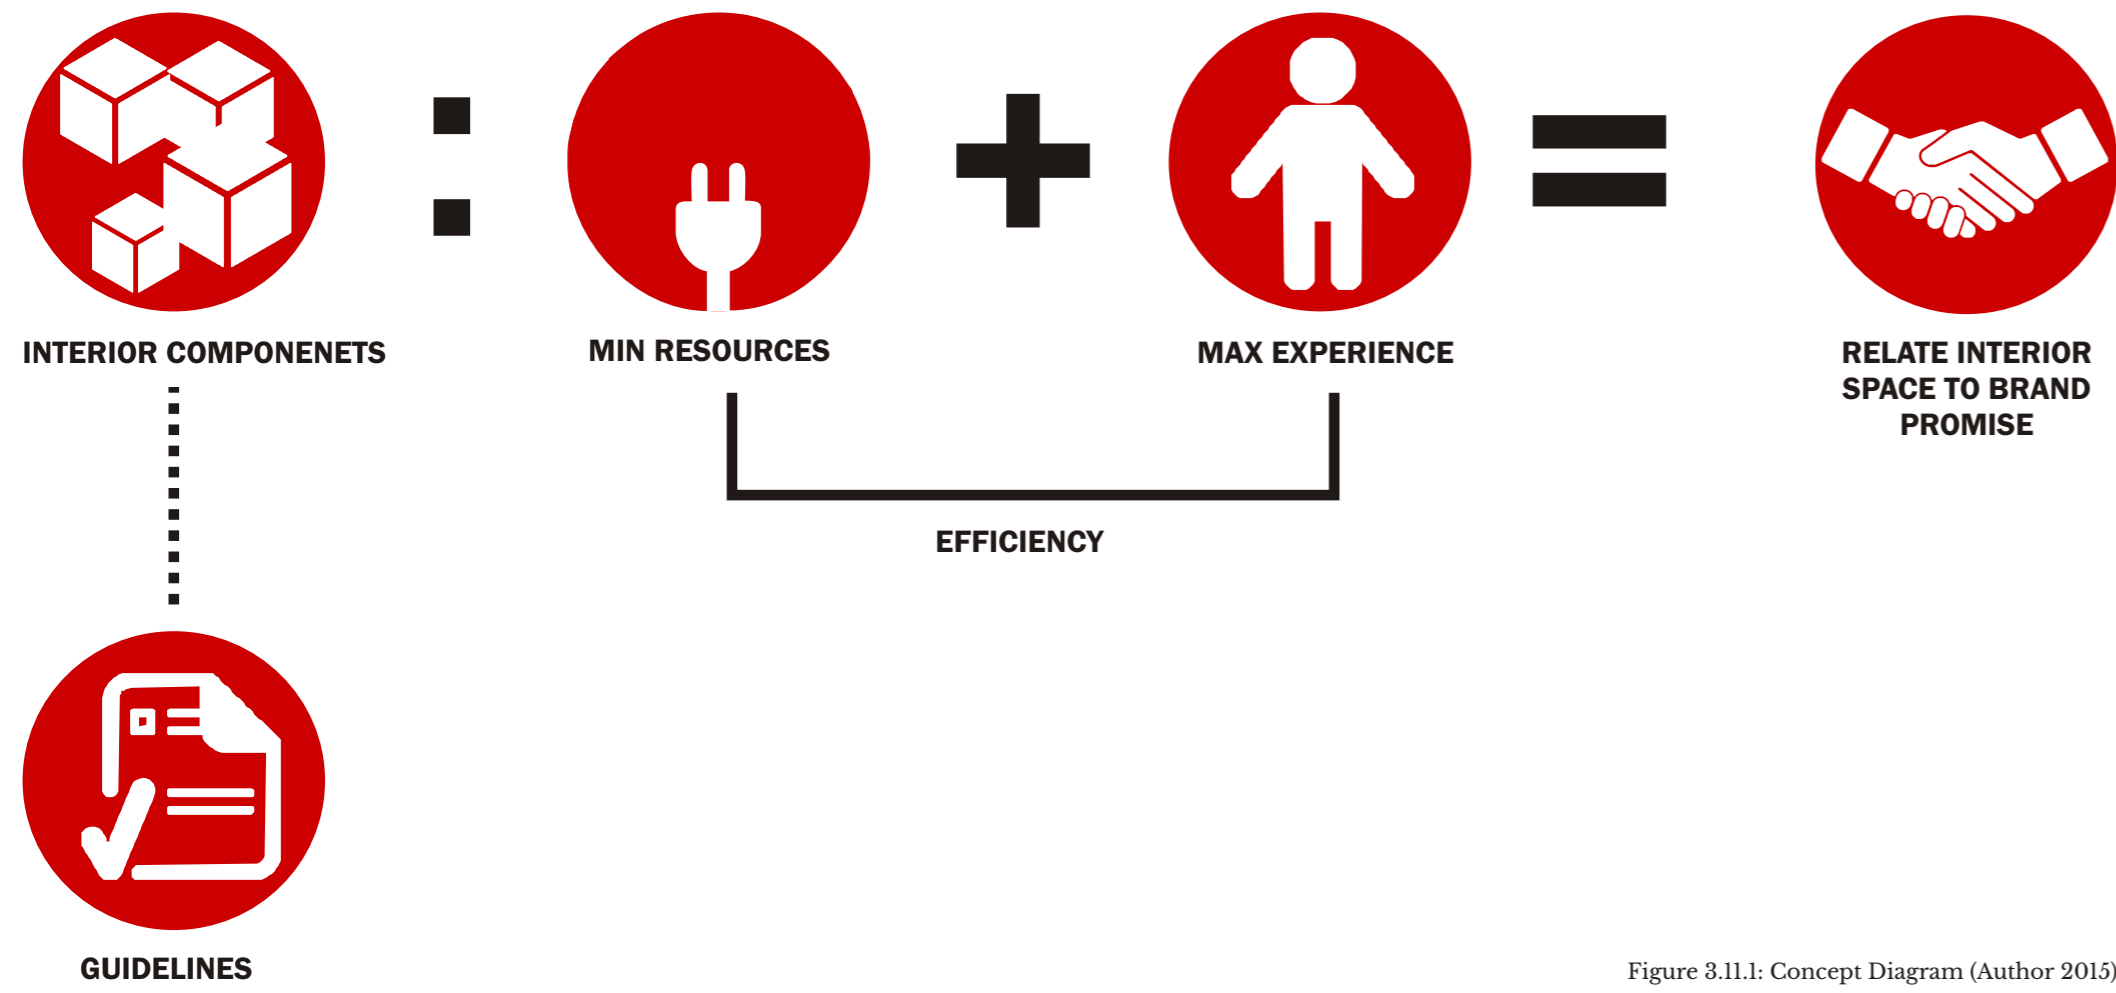 INTERIOR COMPONENETS
MIN RESOURCES
MAX EXPERIENCE
RELATE INTERIOR
SPACE TO BRAND
PROMISE
EFFICIENCY
GUIDELINES
Figure 3.11.1: Concept Diagram (Author 2015)